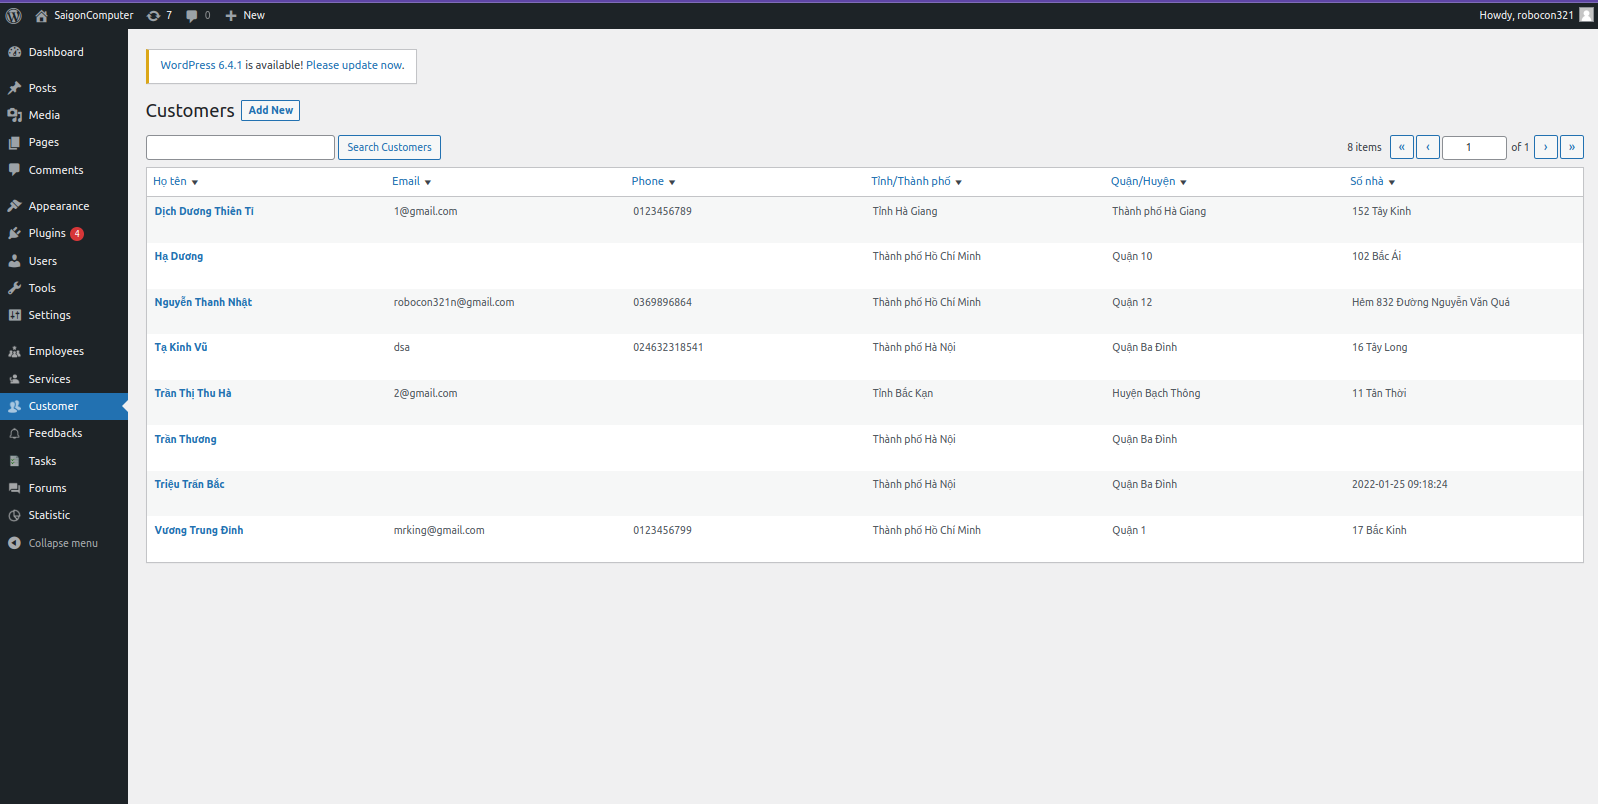 SaigonComputer 7 0 New Howdy, robocon321
Dashboard
Posts
Media
Pages
Comments
Appearance
Plugins 4
Users
Tools
Settings
Employees
Services
Customer
Feedbacks
Tasks
Forums
Statistic
Collapse menu
WordPress 6.4.1 is available! Please update now.
Customers Add New
Search Customers 8 items « ‹ 1 of 1 › »
Họ tên Email Phone Tỉnh/Thành phố Quận/Huyện Số nhà
Dịch Dương Thiên Tỉ 1@gmail.com 0123456789 Tỉnh Hà Giang Thành phố Hà Giang 152 Tây Kinh
Hạ Dương Thành phố Hồ Chí Minh Quận 10 102 Bắc Ái
Nguyễn Thanh Nhật robocon321n@gmail.com 0369896864 Thành phố Hồ Chí Minh Quận 12 Hẻm 832 Đường Nguyễn Văn Quá
Tạ Kinh Vũ dsa 024632318541 Thành phố Hà Nội Quận Ba Đình 16 Tây Long
Trần Thị Thu Hà 2@gmail.com Tỉnh Bắc Kạn Huyện Bạch Thông 11 Tân Thời
Trần Thương Thành phố Hà Nội Quận Ba Đình
Triệu Trấn Bắc Thành phố Hà Nội Quận Ba Đình 2022-01-25 09:18:24
Vương Trung Đỉnh mrking@gmail.com 0123456799 Thành phố Hồ Chí Minh Quận 1 17 Bắc Kinh